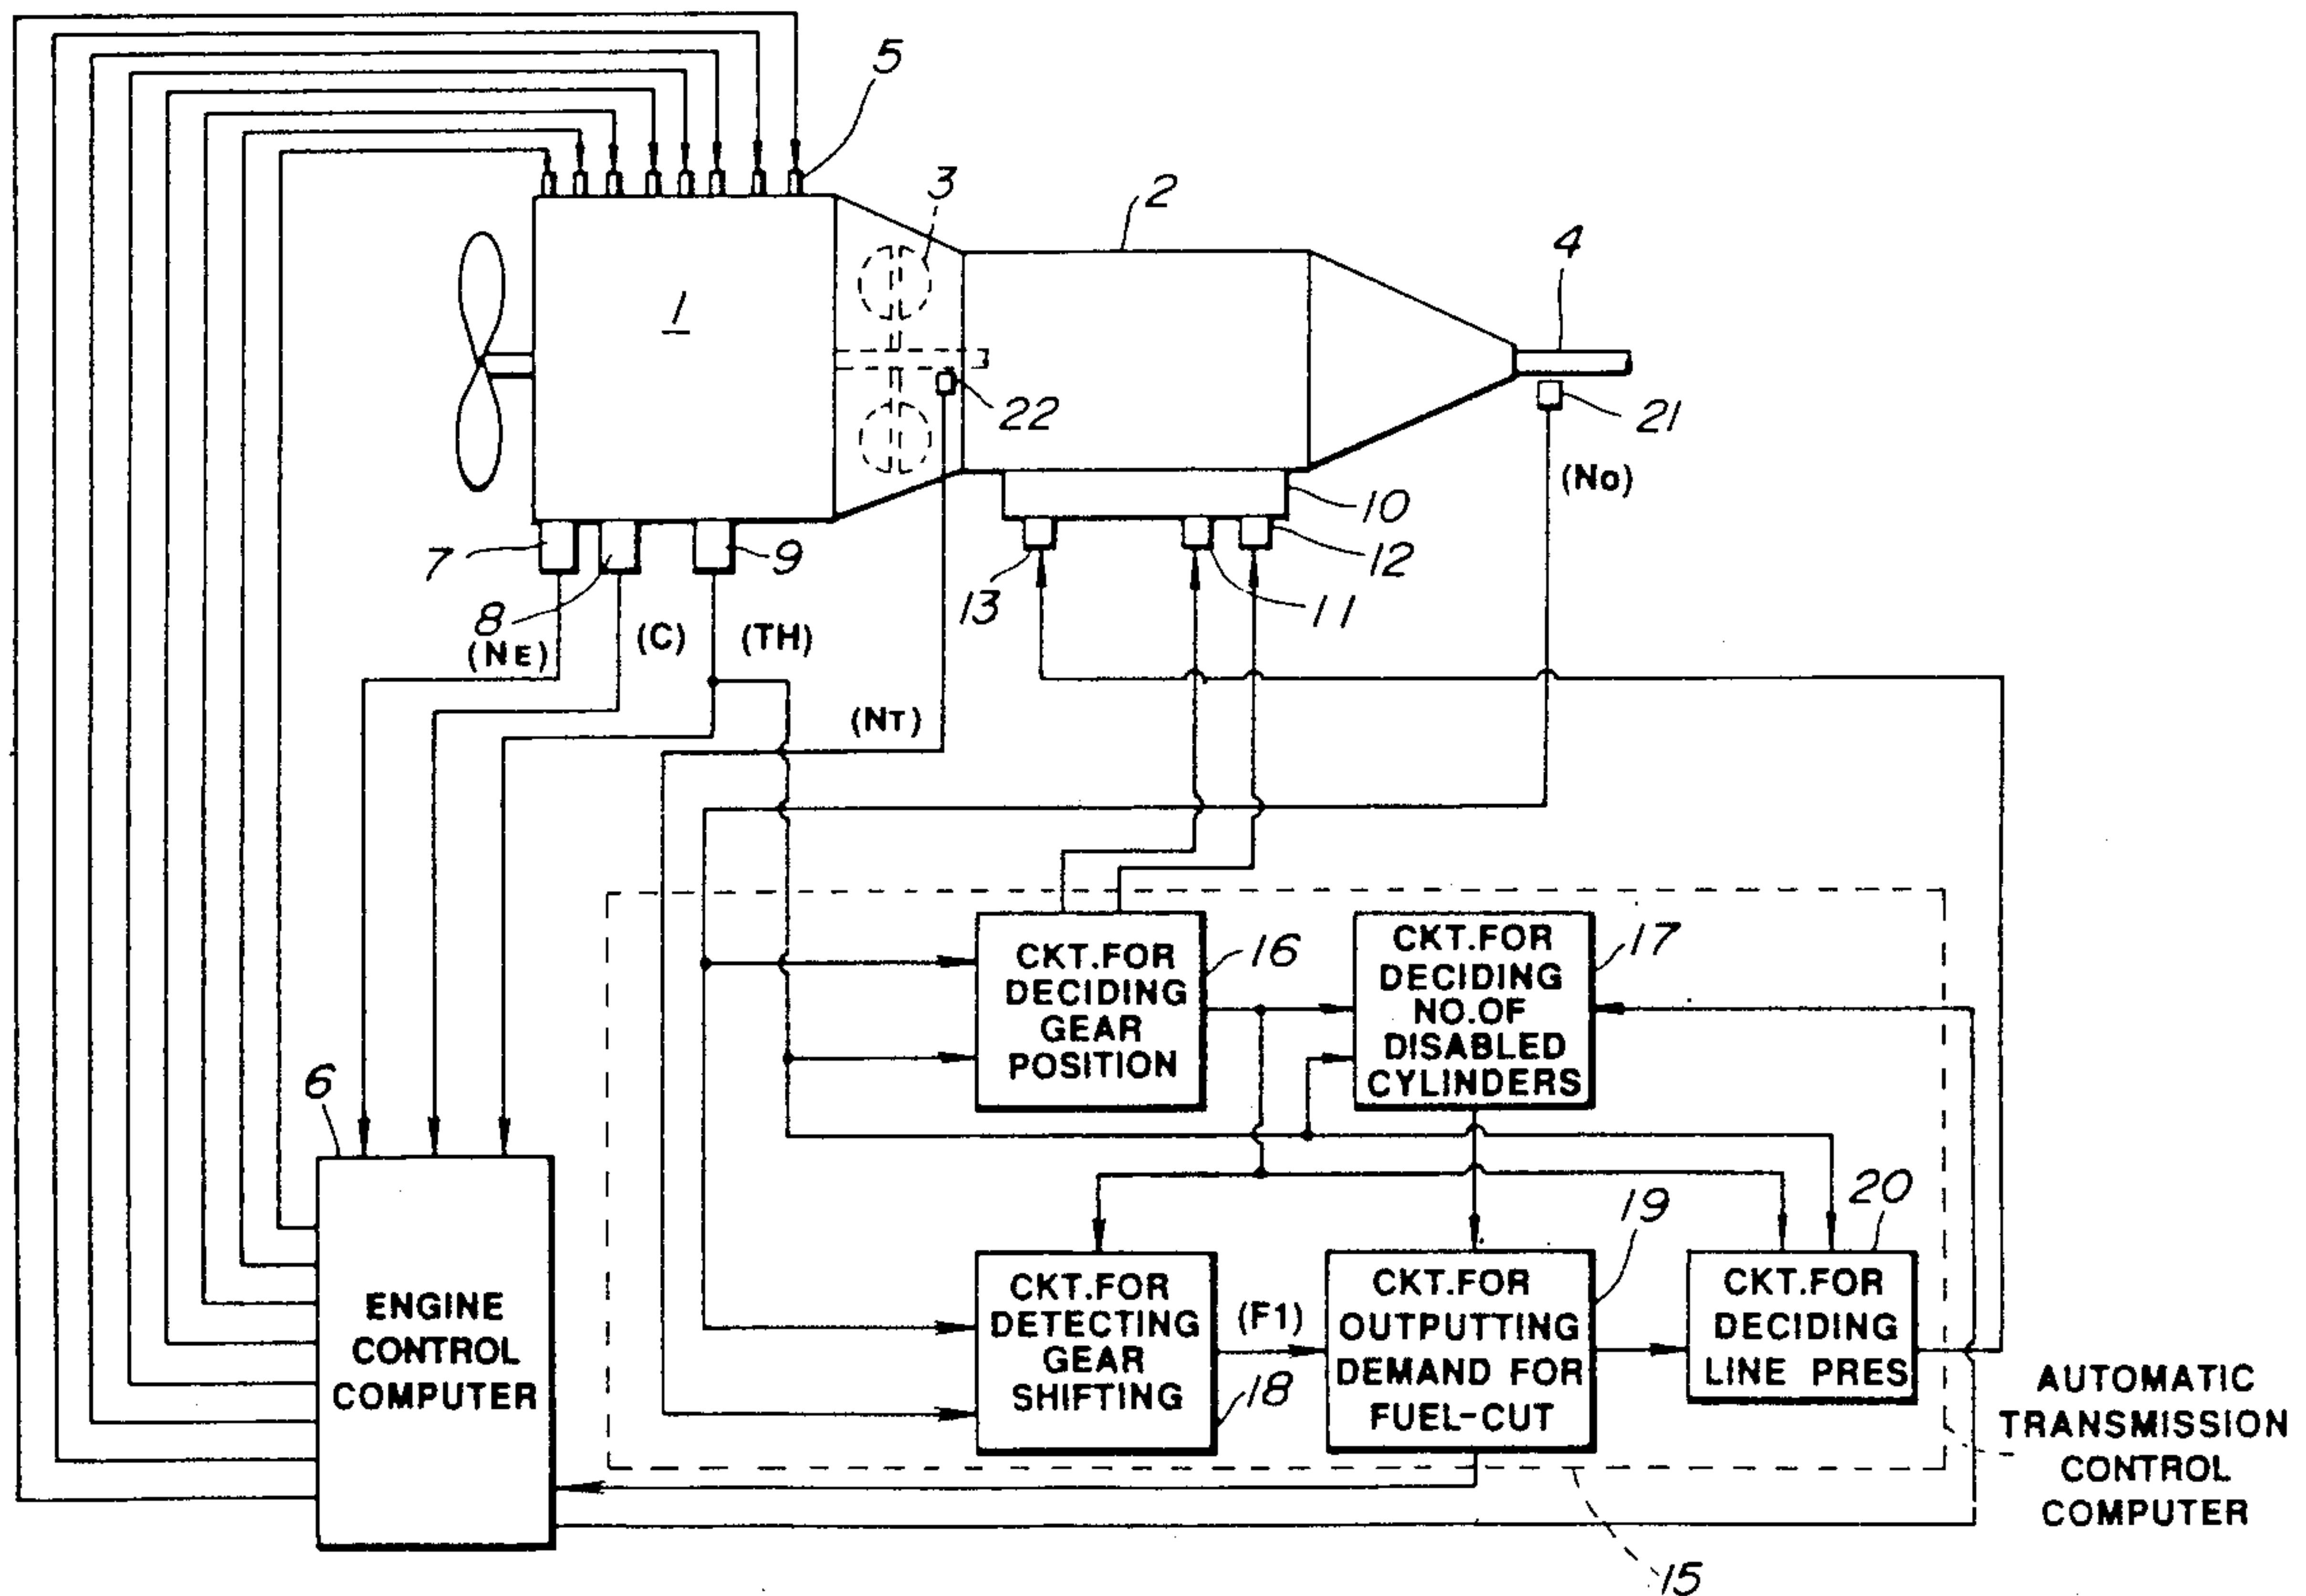 5
3
2
4
1
22
21
(NO)
10
7
9
12
8
13
11
(NE)
(C)
(TH)
(NT)
16
17
CKT.FOR
DECIDING
GEAR
POSITION
CKT.FOR
DECIDING
NO.OF
DISABLED
CYLINDERS
6
20
19
ENGINE
CONTROL
COMPUTER
CKT.FOR
DETECTING
GEAR
SHIFTING
18
(F1)
CKT.FOR
OUTPUTTING
DEMAND FOR
FUEL-CUT
CKT.FOR
DECIDING
LINE PRES
AUTOMATIC
TRANSMISSION
CONTROL
COMPUTER
15